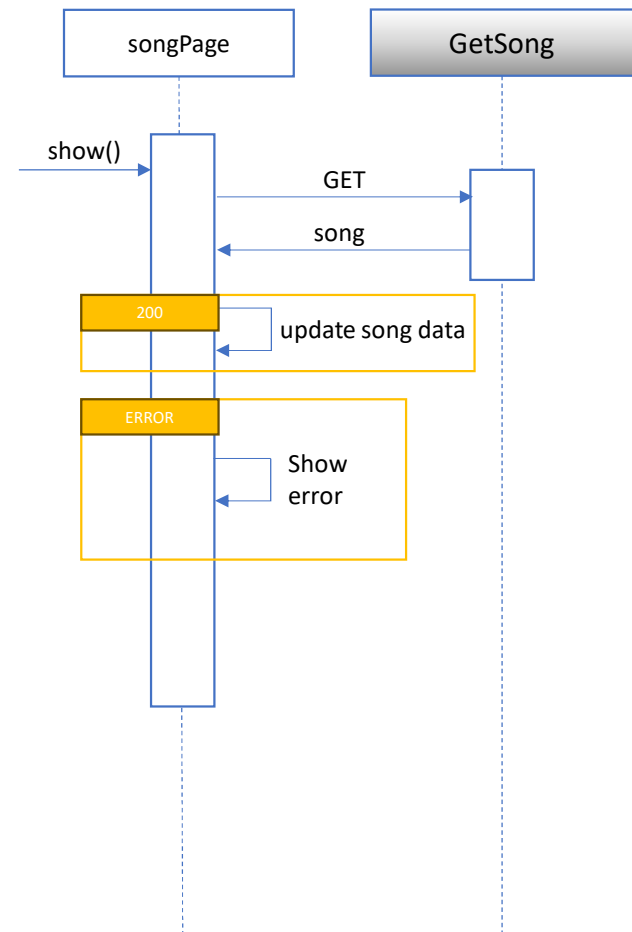 songPage
GetSong
show()
GET
song
200
update song data
ERROR
Show
error